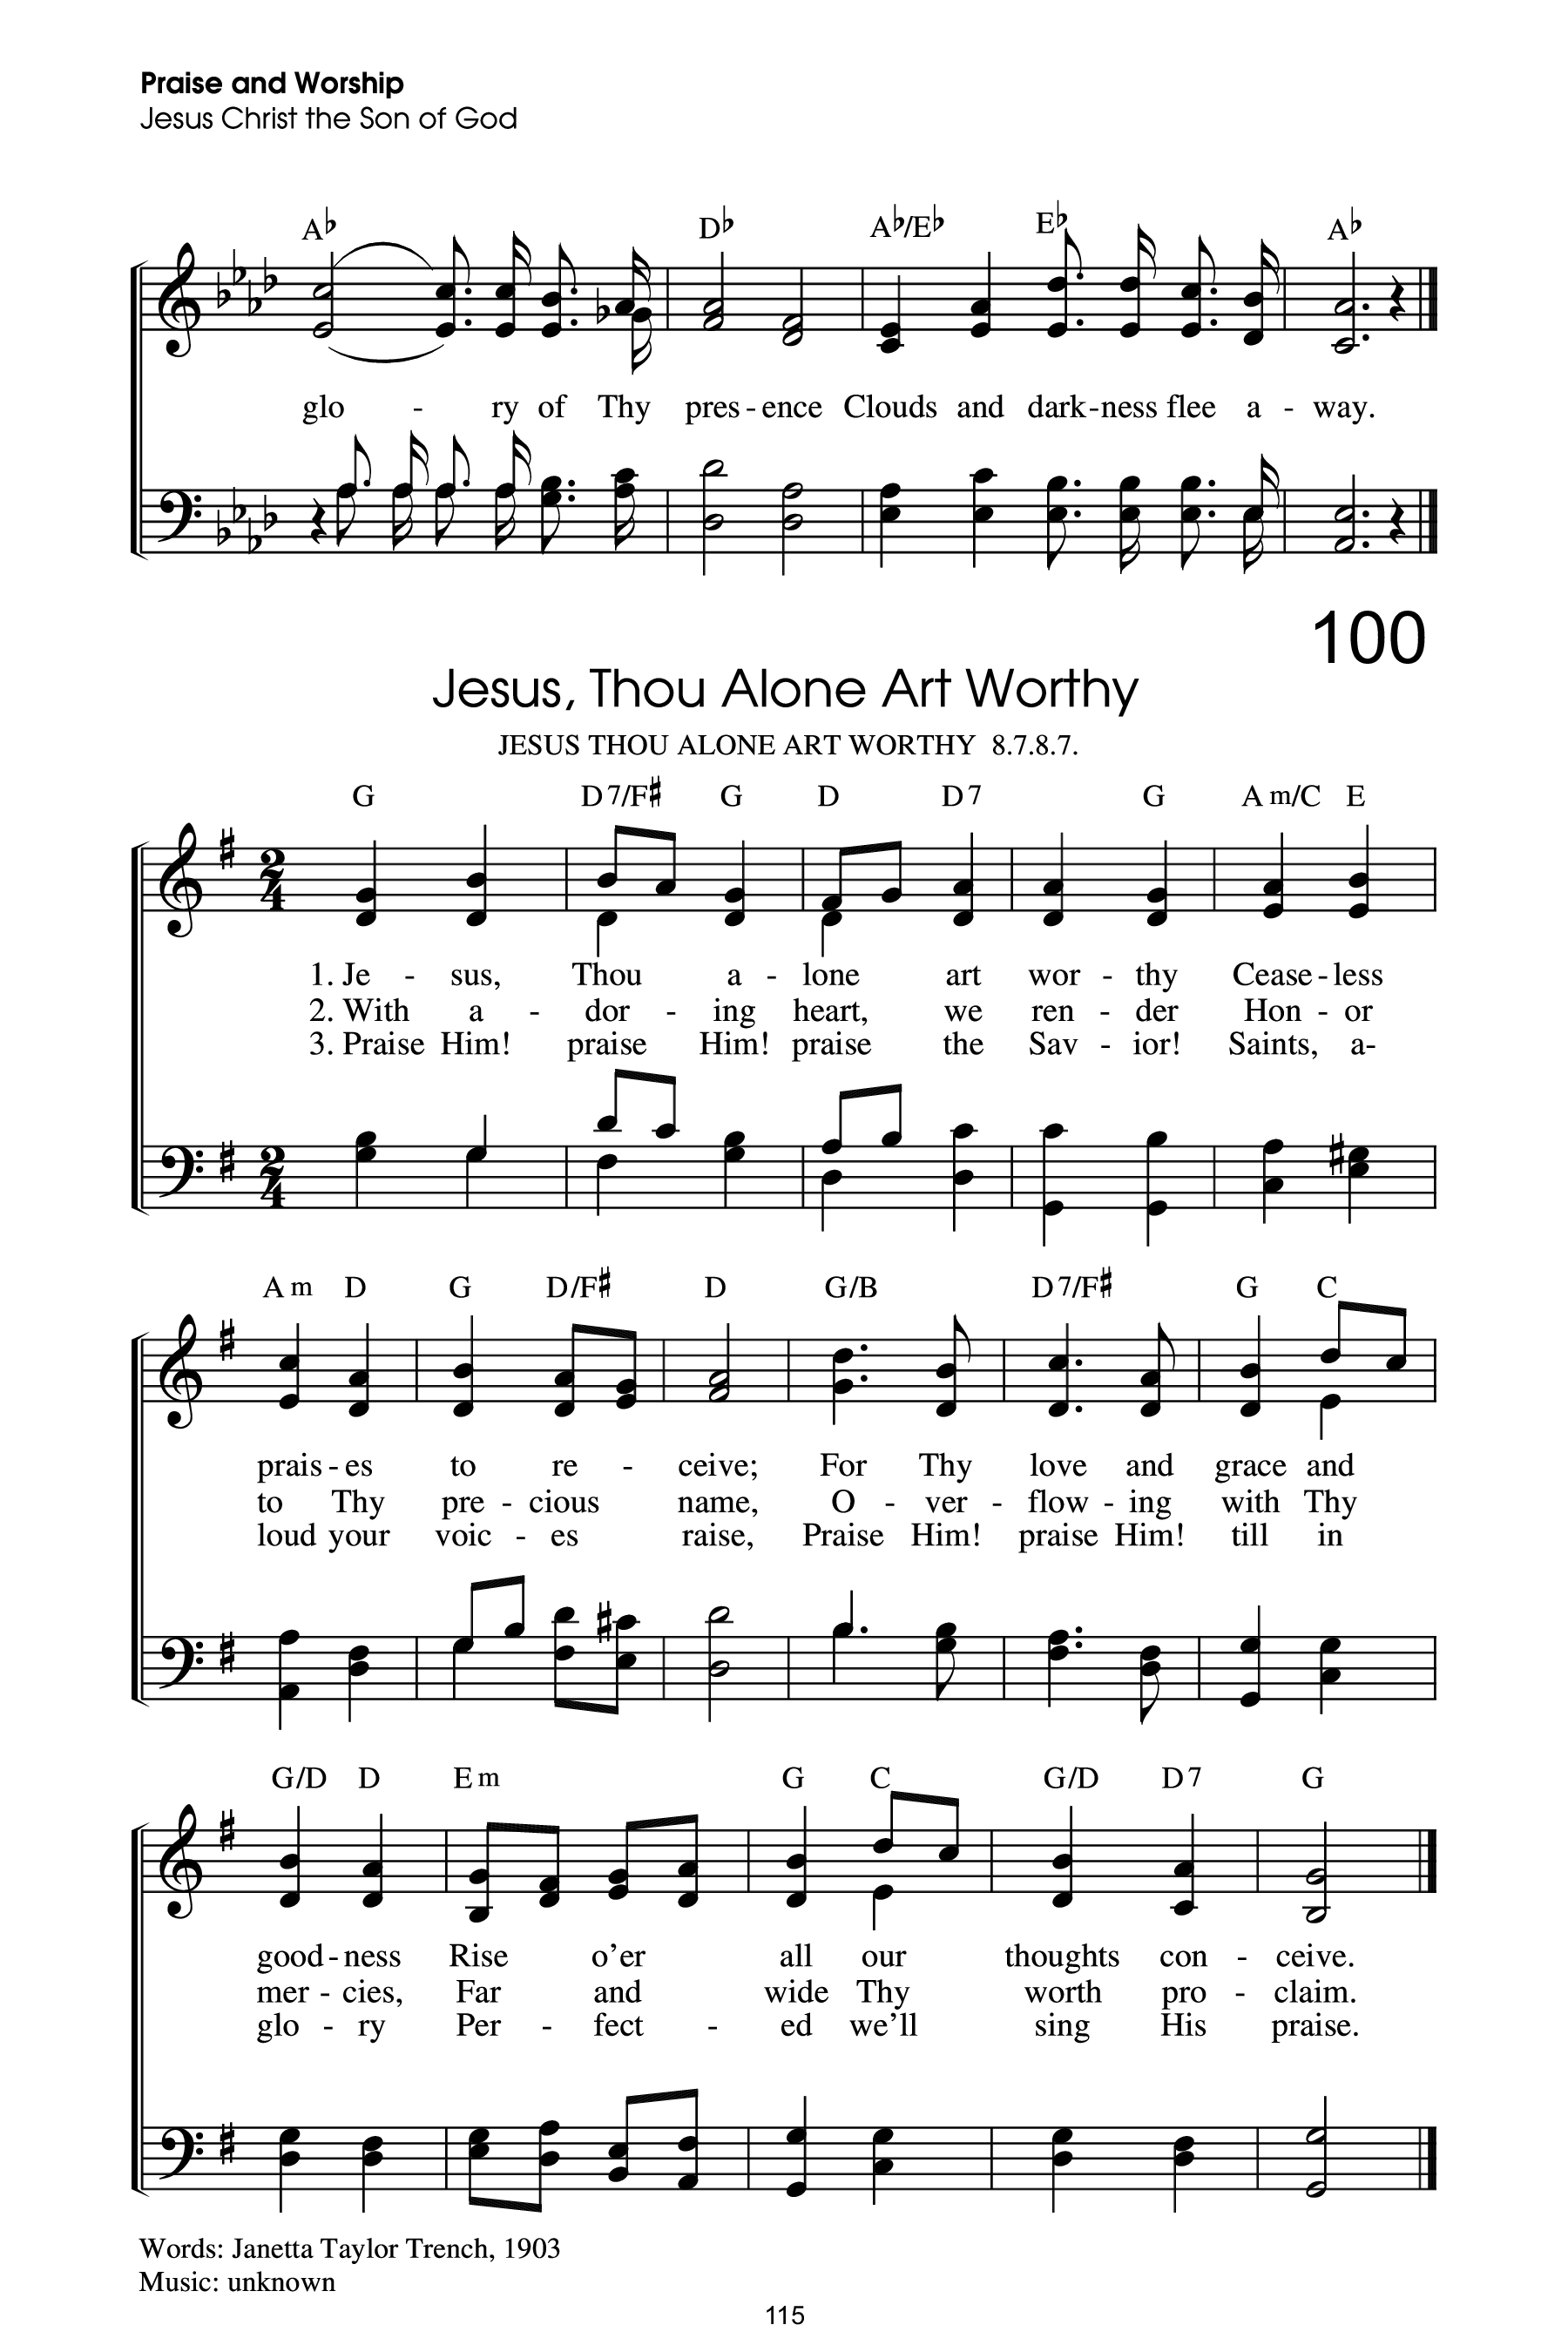 Praise and Worship
Jesus Christ the Son of God
A♭ D♭ A♭/E♭ E♭ A♭
glo - ry of Thy pres - ence Clouds and dark - ness flee a - way.
100
Jesus, Thou Alone Art Worthy
JESUS THOU ALONE ART WORTHY 8.7.8.7.
G D7/F♯ G D D7 G Am/C E
1. Je - sus, Thou a - lone art wor - thy Cease - less
2. With a - dor - ing heart, we ren - der Hon - or
3. Praise Him! praise Him! praise the Sav - ior! Saints, a-
Am D G D/F♯ D G/B D7/F♯ G C
prais - es to re - ceive; For Thy love and grace and
to Thy pre - cious name, O - ver - flow - ing with Thy
loud your voic - es raise, Praise Him! praise Him! till in
G/D D Em G C G/D D7 G
good - ness Rise o'er all our thoughts con - ceive.
mer - cies, Far and wide Thy worth pro - claim.
glo - ry Per - fect - ed we'll sing His praise.
Words: Janetta Taylor Trench, 1903
Music: unknown
115